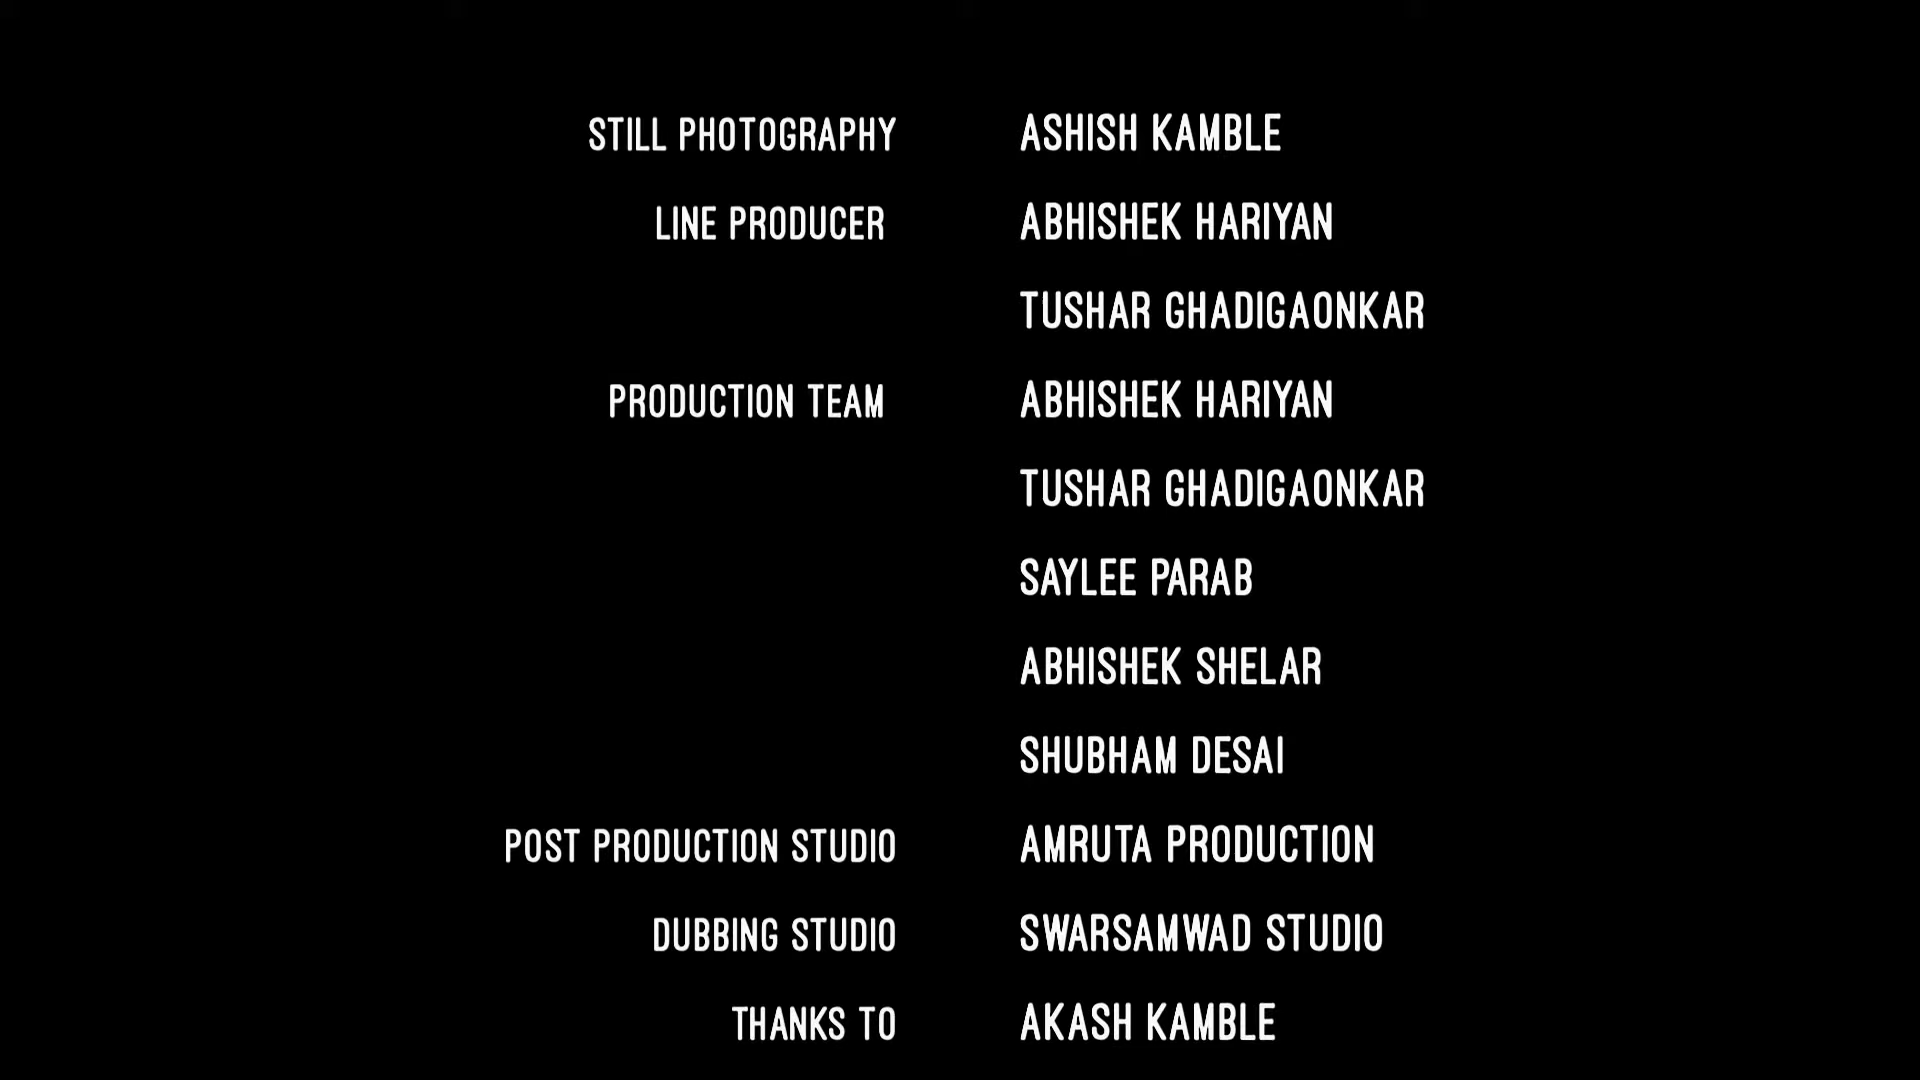 STILL PHOTOGRAPHY ASHISH KAMBLE
LINE PRODUCER ABHISHEK HARIYAN
TUSHAR GHADIGAONKAR
PRODUCTION TEAM ABHISHEK HARIYAN
TUSHAR GHADIGAONKAR
SAYLEE PARAB
ABHISHEK SHELAR
SHUBHAM DESAI
POST PRODUCTION STUDIO AMRUTA PRODUCTION
DUBBING STUDIO SWARSAMWAD STUDIO
THANKS TO AKASH KAMBLE